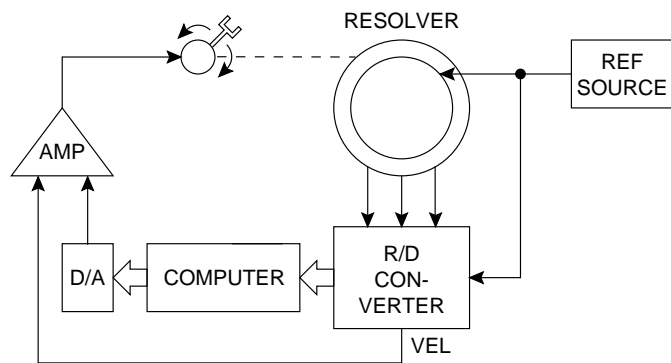 RESOLVER
REF
SOURCE
AMP
D/A
COMPUTER
R/D
CON-
VERTER
VEL